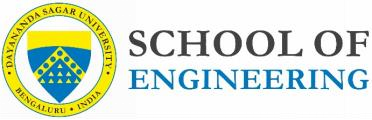 • DAYANANDA SAGAR UNIVERSITY •
BENGALURU • INDIA
SCHOOL OF
ENGINEERING